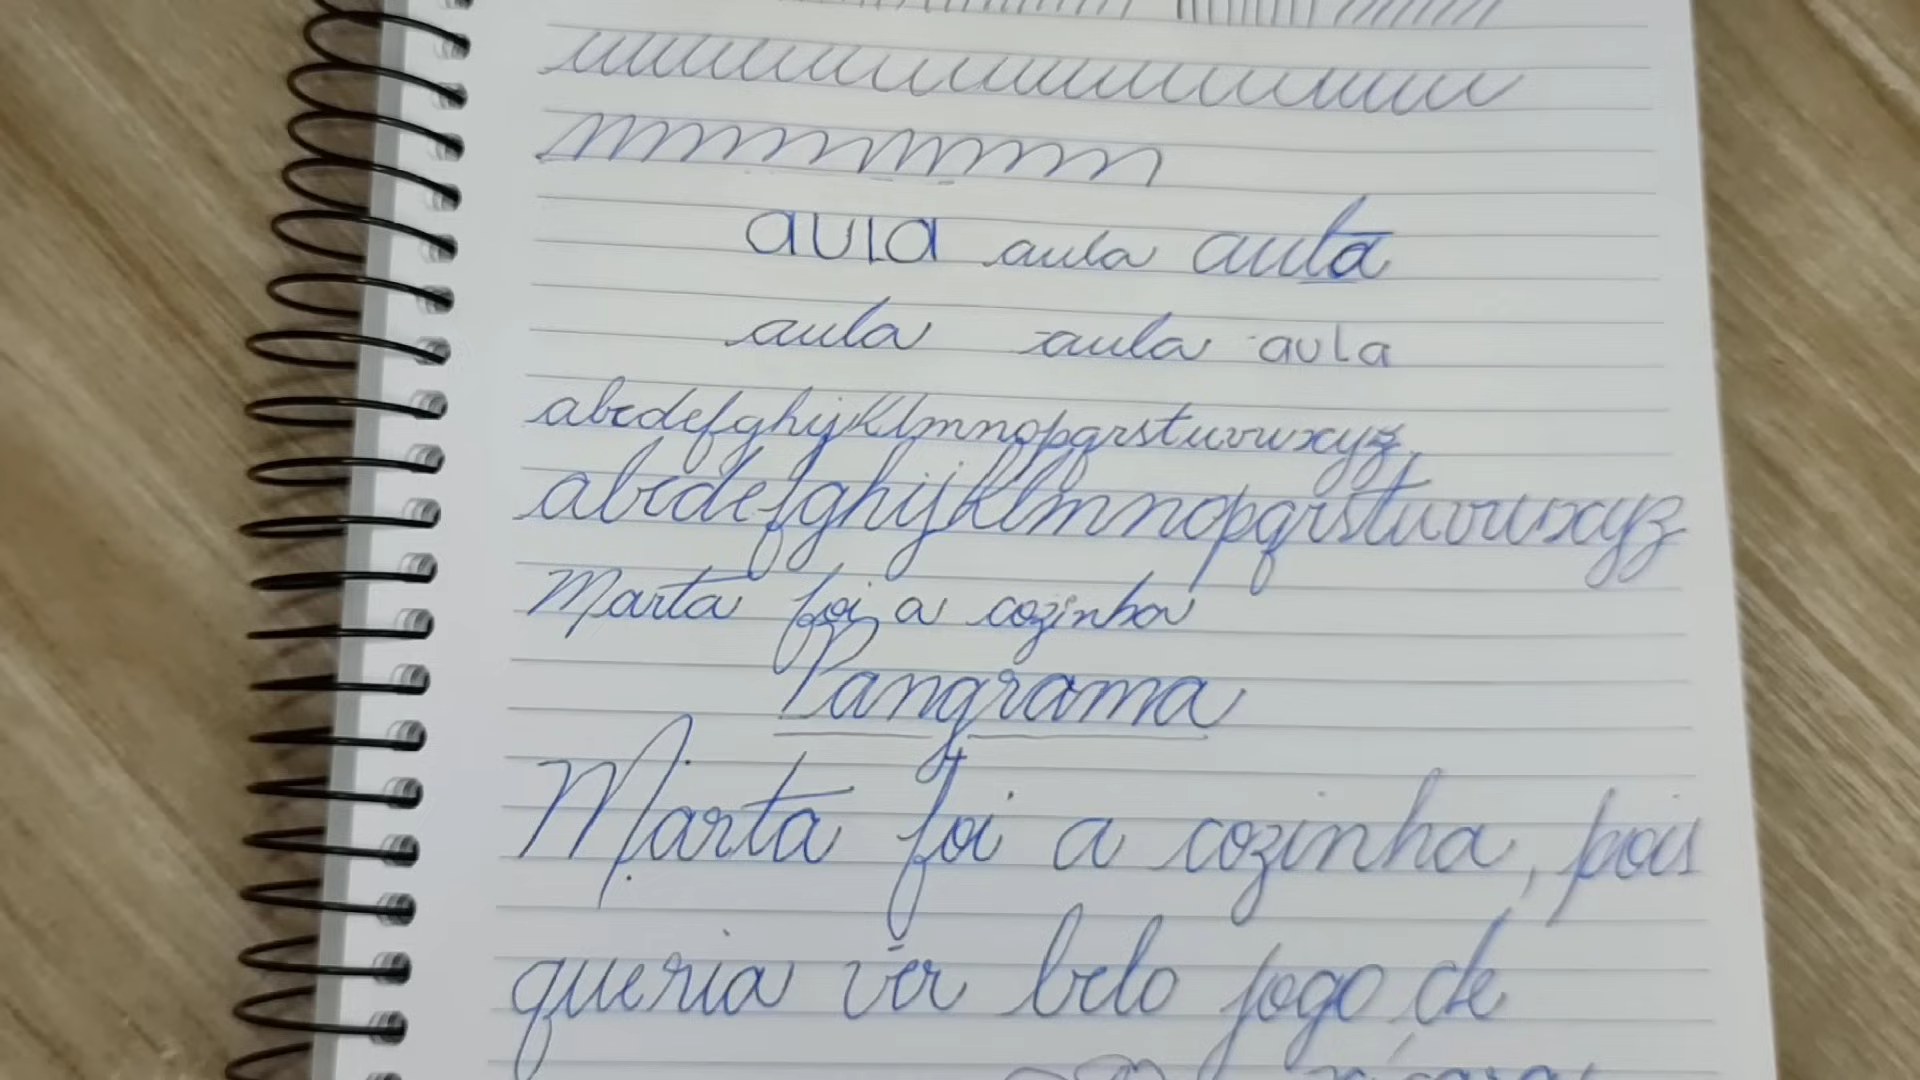 aula aula aula
aula aula aula
abcdefghijklmnopqrstuvwxyz
abcdefghijklmnopqrstuvwxyz
Marta foi a cozinha
Pangrama
Marta foi a cozinha, pois
queria ver belo jogo de